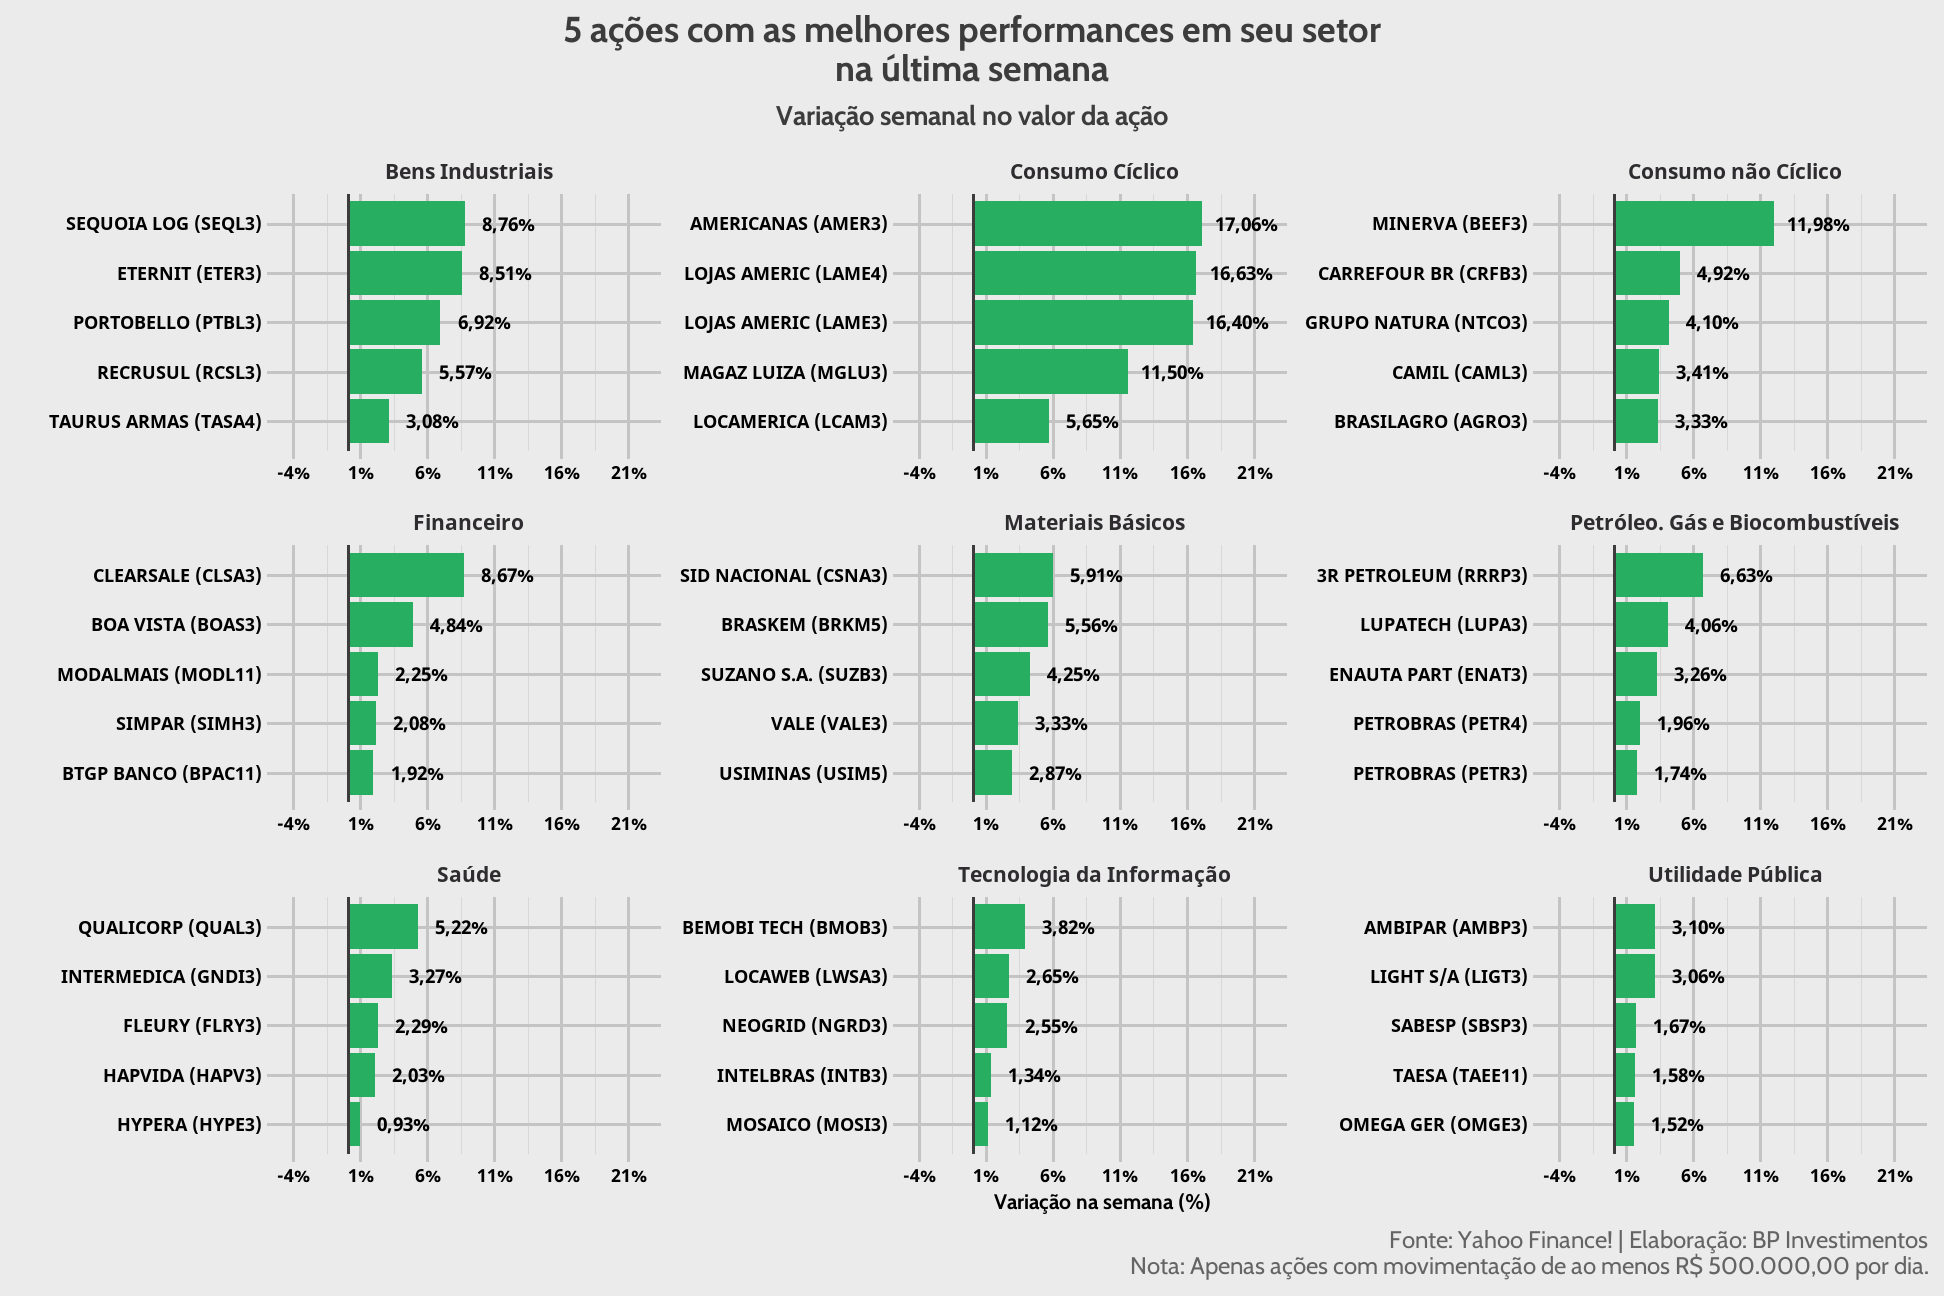 5 ações com as melhores performances em seu setor
na última semana
Variação semanal no valor da ação
Bens Industriais
SEQUOIA LOG (SEQL3) 8,76%
ETERNIT (ETER3) 8,51%
PORTOBELLO (PTBL3) 6,92%
RECRUSUL (RCSL3) 5,57%
TAURUS ARMAS (TASA4) 3,08%
-4% 1% 6% 11% 16% 21%
Consumo Cíclico
AMERICANAS (AMER3) 17,06%
LOJAS AMERIC (LAME4) 16,63%
LOJAS AMERIC (LAME3) 16,40%
MAGAZ LUIZA (MGLU3) 11,50%
LOCAMERICA (LCAM3) 5,65%
-4% 1% 6% 11% 16% 21%
Consumo não Cíclico
MINERVA (BEEF3) 11,98%
CARREFOUR BR (CRFB3) 4,92%
GRUPO NATURA (NTCO3) 4,10%
CAMIL (CAML3) 3,41%
BRASILAGRO (AGRO3) 3,33%
-4% 1% 6% 11% 16% 21%
Financeiro
CLEARSALE (CLSA3) 8,67%
BOA VISTA (BOAS3) 4,84%
MODALMAIS (MODL11) 2,25%
SIMPAR (SIMH3) 2,08%
BTGP BANCO (BPAC11) 1,92%
-4% 1% 6% 11% 16% 21%
Materiais Básicos
SID NACIONAL (CSNA3) 5,91%
BRASKEM (BRKM5) 5,56%
SUZANO S.A. (SUZB3) 4,25%
VALE (VALE3) 3,33%
USIMINAS (USIM5) 2,87%
-4% 1% 6% 11% 16% 21%
Petróleo. Gás e Biocombustíveis
3R PETROLEUM (RRRP3) 6,63%
LUPATECH (LUPA3) 4,06%
ENAUTA PART (ENAT3) 3,26%
PETROBRAS (PETR4) 1,96%
PETROBRAS (PETR3) 1,74%
-4% 1% 6% 11% 16% 21%
Saúde
QUALICORP (QUAL3) 5,22%
INTERMEDICA (GNDI3) 3,27%
FLEURY (FLRY3) 2,29%
HAPVIDA (HAPV3) 2,03%
HYPERA (HYPE3) 0,93%
-4% 1% 6% 11% 16% 21%
Tecnologia da Informação
BEMOBI TECH (BMOB3) 3,82%
LOCAWEB (LWSA3) 2,65%
NEOGRID (NGRD3) 2,55%
INTELBRAS (INTB3) 1,34%
MOSAICO (MOSI3) 1,12%
-4% 1% 6% 11% 16% 21%
Utilidade Pública
AMBIPAR (AMBP3) 3,10%
LIGHT S/A (LIGT3) 3,06%
SABESP (SBSP3) 1,67%
TAESA (TAEE11) 1,58%
OMEGA GER (OMGE3) 1,52%
-4% 1% 6% 11% 16% 21%
Variação na semana (%)
Fonte: Yahoo Finance! | Elaboração: BP Investimentos
Nota: Apenas ações com movimentação de ao menos R$ 500.000,00 por dia.